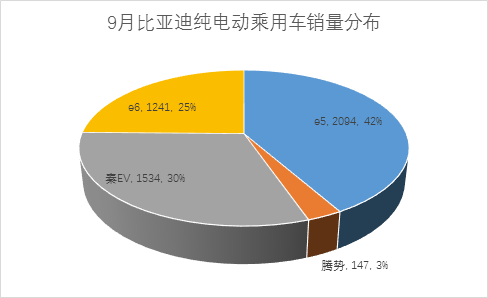 9月比亚迪纯电动乘用车销量分布
e6, 1241, 25%
e5, 2094, 42%
秦EV, 1534, 30%
腾势, 147, 3%